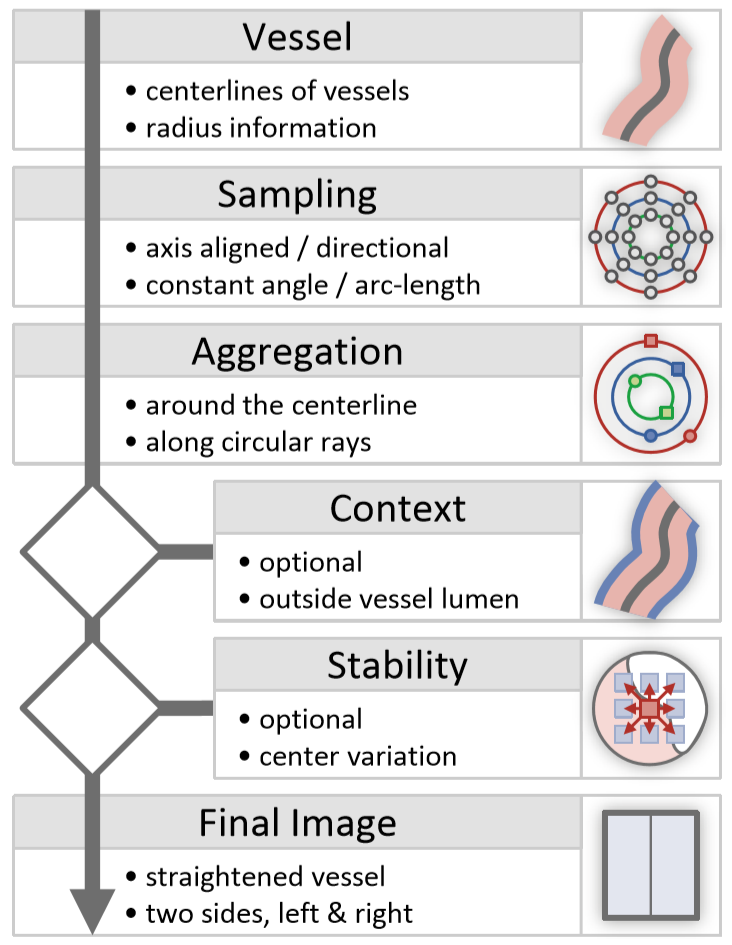 Vessel
• centerlines of vessels
• radius information
Sampling
• axis aligned / directional
• constant angle / arc-length
Aggregation
• around the centerline
• along circular rays
Context
• optional
• outside vessel lumen
Stability
• optional
• center variation
Final Image
• straightened vessel
• two sides, left & right